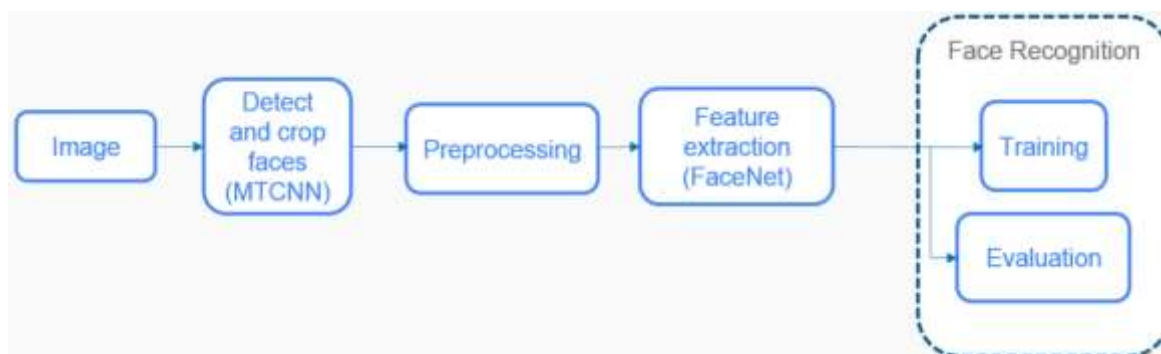 Image
Detect
and crop
faces
(MTCNN)
Preprocessing
Feature
extraction
(FaceNet)
Face Recognition
Training
Evaluation